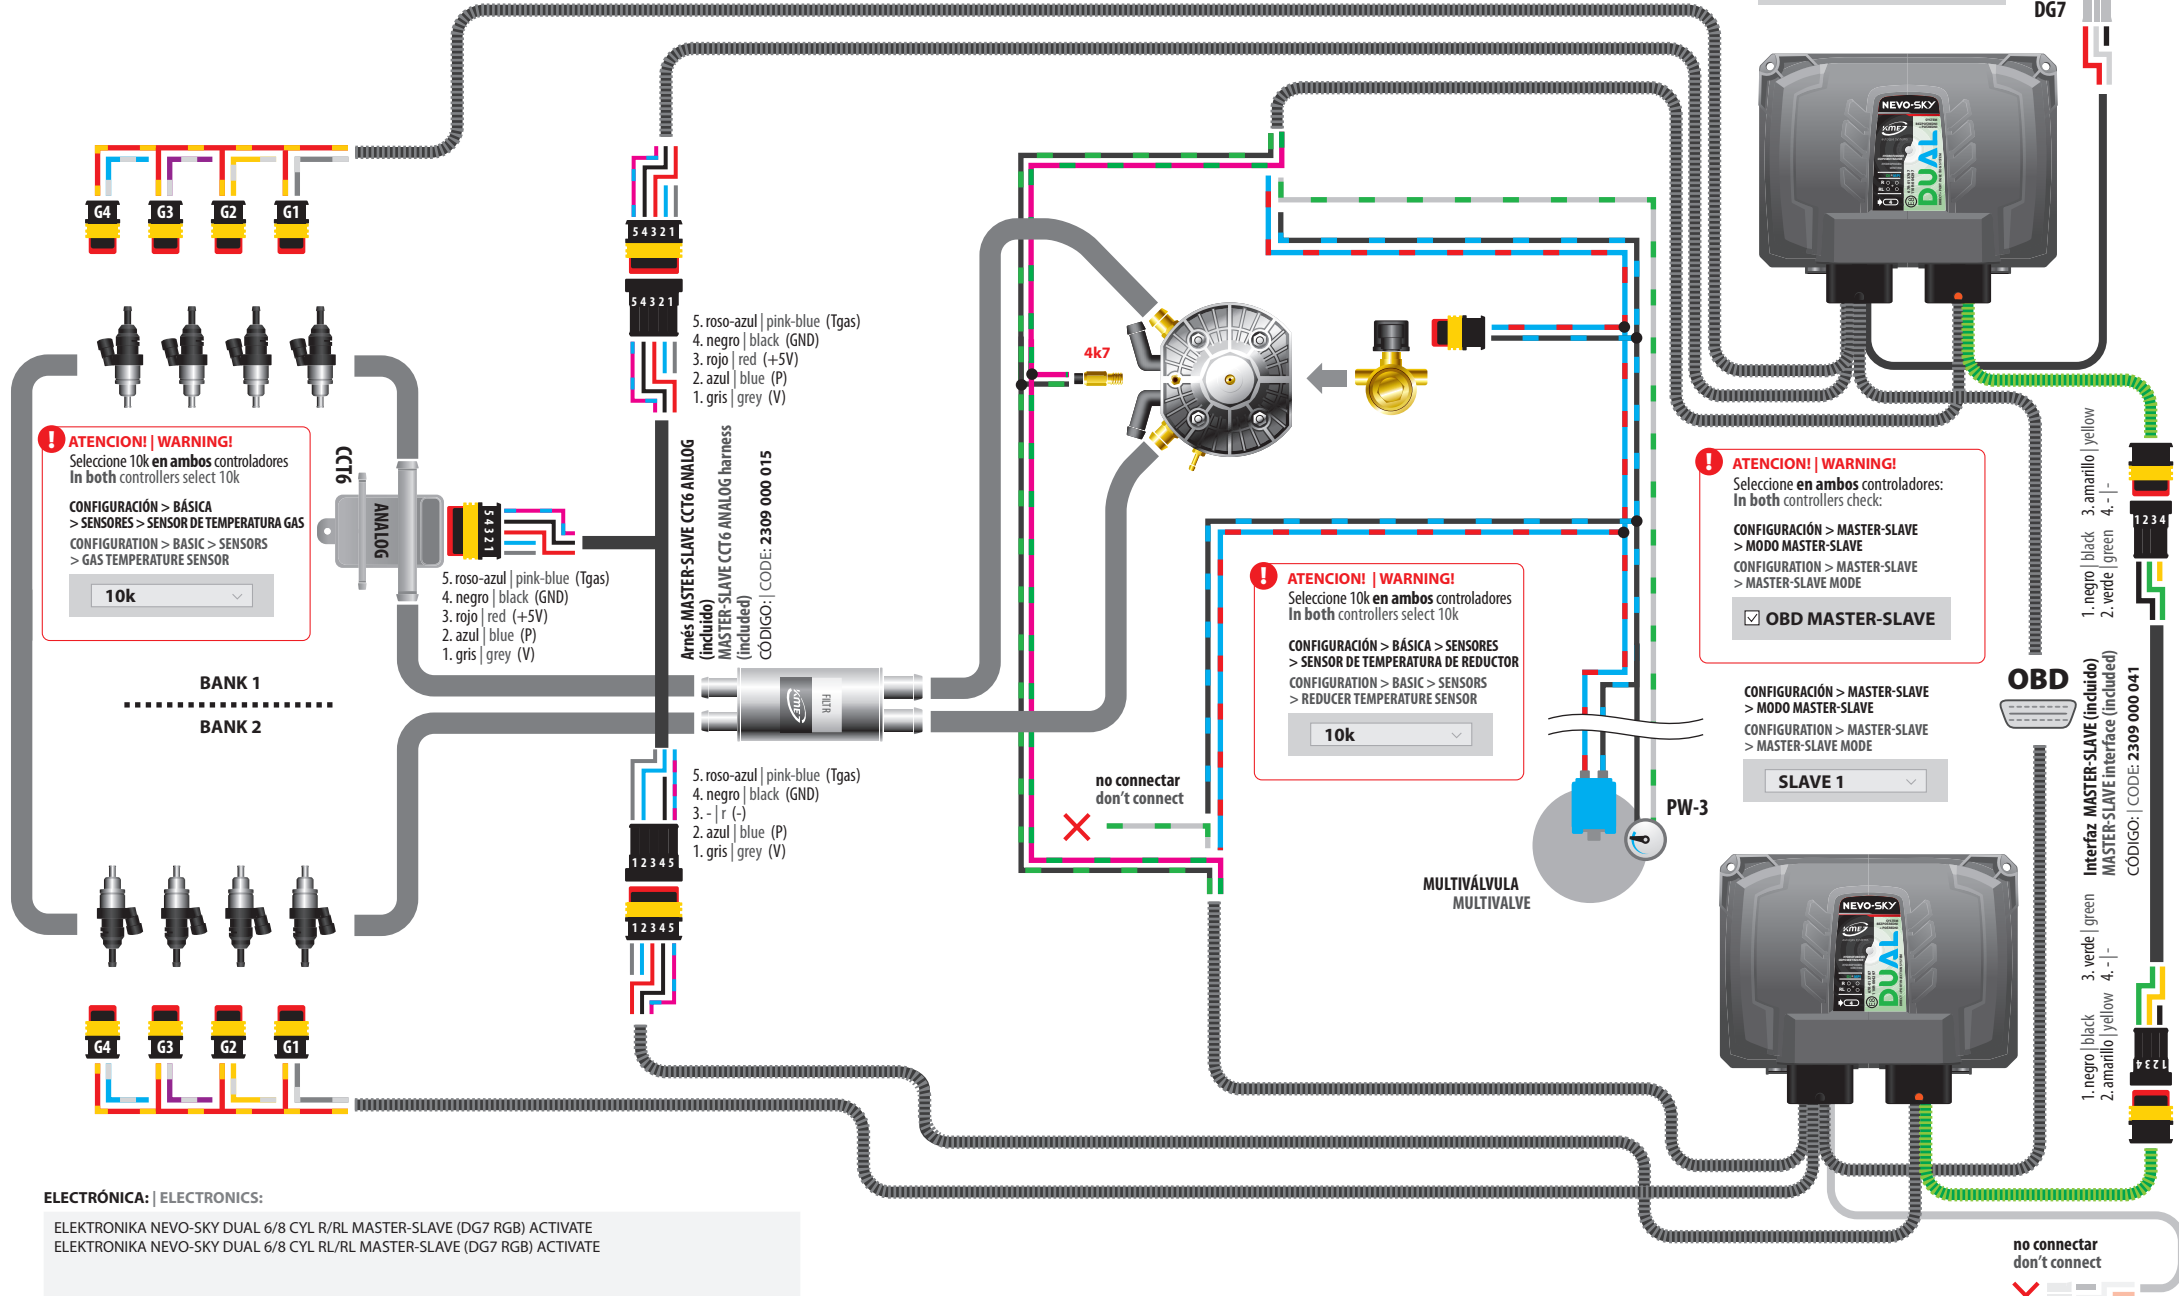 DG7
NEVO-SKY
KME
DUAL
G4
G3
G2
G1
5 4 3 2 1
5 4 3 2 1
5. roso-azul | pink-blue (Tgas)
4. negro | black (GND)
3. rojo | red (+5V)
2. azul | blue (P)
1. gris | grey (V)
4k7
! ATENCION! | WARNING!
Seleccione 10k en ambos controladores
In both controllers select 10k
CONFIGURACIÓN > BÁSICA
> SENSORES > SENSOR DE TEMPERATURA GAS
CONFIGURATION > BASIC > SENSORS
> GAS TEMPERATURE SENSOR
10k
CCT6
ANALOG
5 4 3 2 1
5. roso-azul | pink-blue (Tgas)
4. negro | black (GND)
3. rojo | red (+5V)
2. azul | blue (P)
1. gris | grey (V)
Arnés MASTER-SLAVE CCT6 ANALOG
(incluido)
MASTER-SLAVE CCT6 ANALOG harness
(included)
CÓDIGO: | CODE: 2309 000 015
! ATENCION! | WARNING!
Seleccione en ambos controladores:
In both controllers check:
CONFIGURACIÓN > MASTER-SLAVE
> MODO MASTER-SLAVE
CONFIGURATION > MASTER-SLAVE
> MASTER-SLAVE MODE
OBD MASTER-SLAVE
1. negro | black 3. amarillo | yellow
2. verde | green 4. - | -
1 2 3 4
! ATENCION! | WARNING!
Seleccione 10k en ambos controladores
In both controllers select 10k
CONFIGURACIÓN > BÁSICA > SENSORES
> SENSOR DE TEMPERATURA DE REDUCTOR
CONFIGURATION > BASIC > SENSORS
> REDUCER TEMPERATURE SENSOR
10k
BANK 1
BANK 2
KME
FILTR
OBD
CONFIGURACIÓN > MASTER-SLAVE
> MODO MASTER-SLAVE
CONFIGURATION > MASTER-SLAVE
> MASTER-SLAVE MODE
SLAVE 1
Interfaz MASTER-SLAVE (incluido)
MASTER-SLAVE interface (included)
CÓDIGO: | CODE: 2309 000 041
5. roso-azul | pink-blue (Tgas)
4. negro | black (GND)
3. - | r (-)
2. azul | blue (P)
1. gris | grey (V)
no connectar
don't connect
PW-3
MULTIVÁLVULA
MULTIVALVE
1 2 3 4 5
1 2 3 4 5
NEVO-SKY
KME
DUAL
1. negro | black 3. verde | green
2. amarillo | yellow 4. - | -
1 2 3 4
G4
G3
G2
G1
ELECTRÓNICA: | ELECTRONICS:
ELEKTRONIKA NEVO-SKY DUAL 6/8 CYL R/RL MASTER-SLAVE (DG7 RGB) ACTIVATE
ELEKTRONIKA NEVO-SKY DUAL 6/8 CYL RL/RL MASTER-SLAVE (DG7 RGB) ACTIVATE
no connectar
don't connect